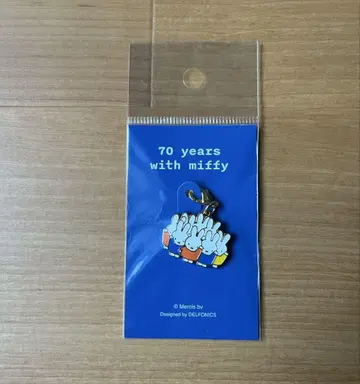 70 years
with miffy
© Mercis bv
Designed by DELFONICS